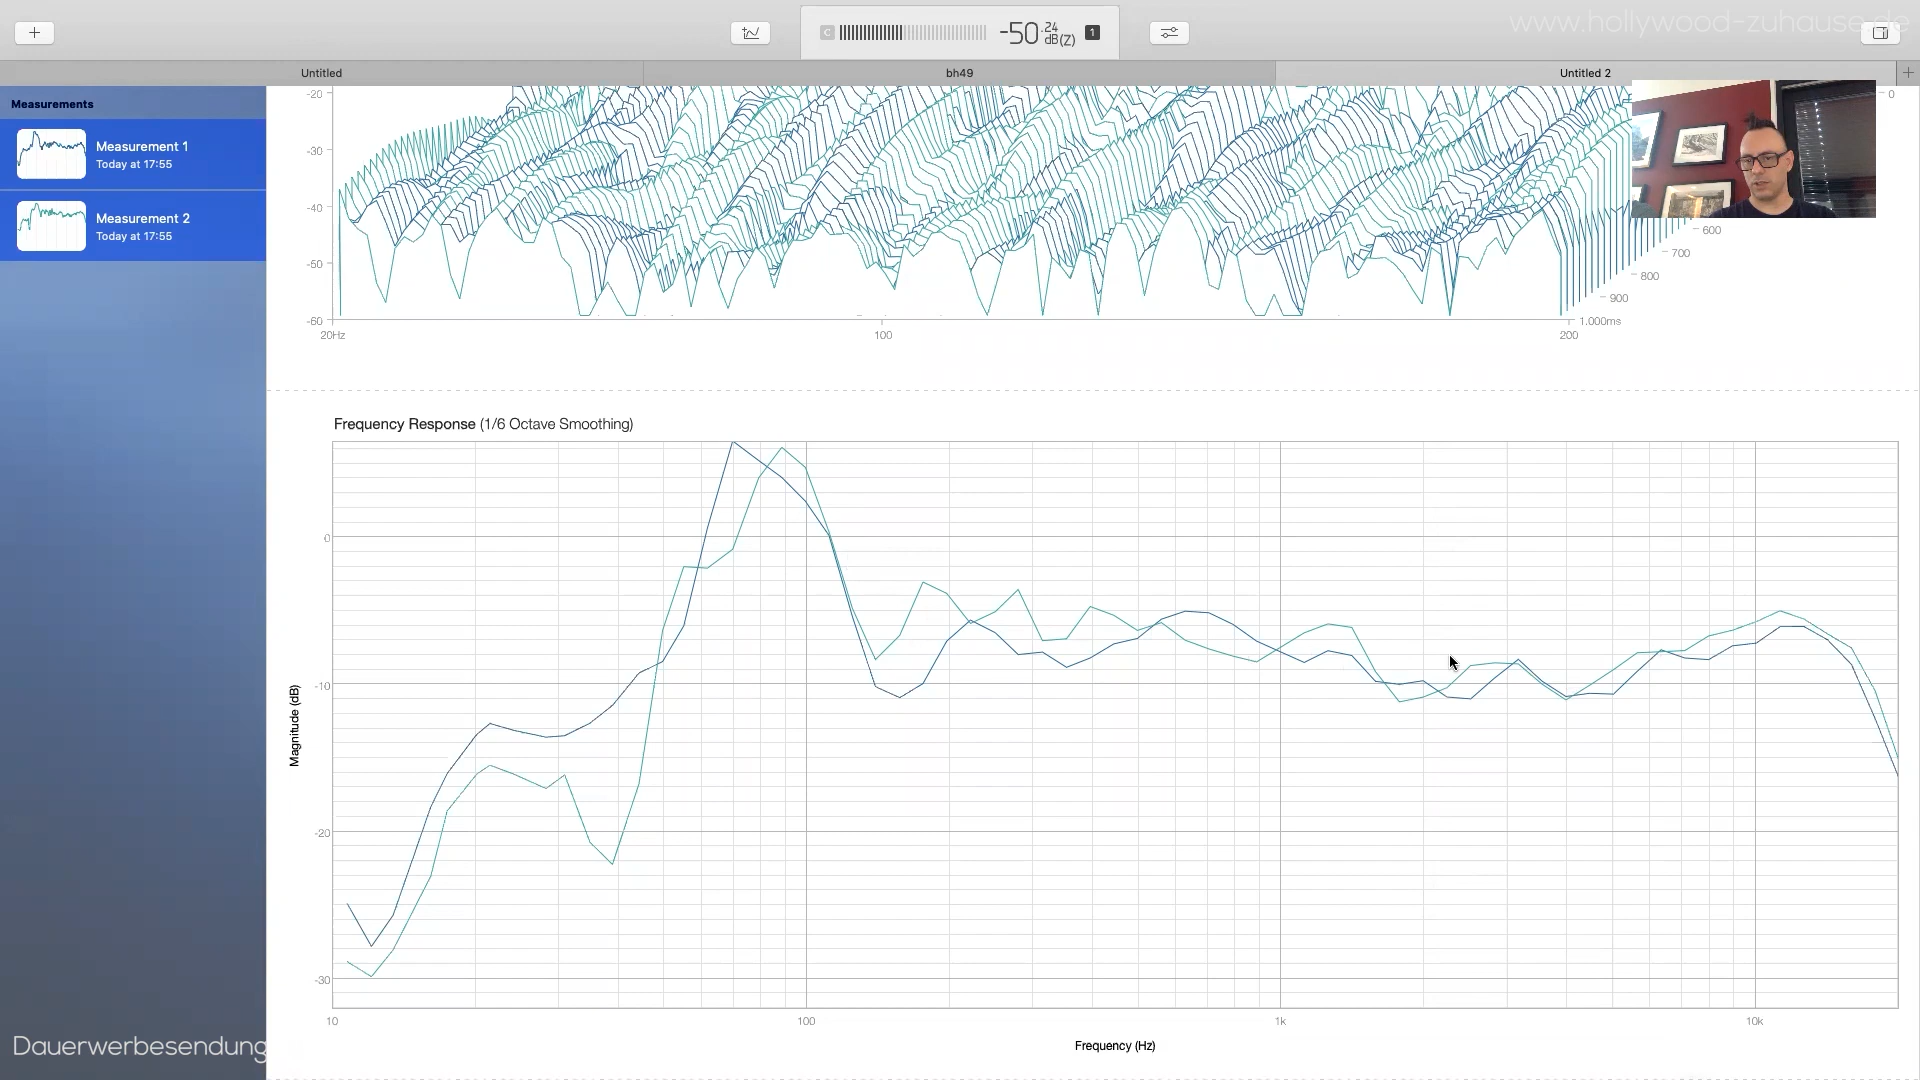 www.hollywood-zuhause.de
C
-50.24 dB(Z) 1
Untitled
bh49
Untitled 2
Measurements
Measurement 1
Today at 17:55
Measurement 2
Today at 17:55
-20
-30
-40
-50
-60
20Hz
100
200
0
600
700
800
900
1.000ms
Frequency Response (1/6 Octave Smoothing)
0
-10
-20
-30
Magnitude (dB)
10
100
1k
10k
Frequency (Hz)
Dauerwerbesendung